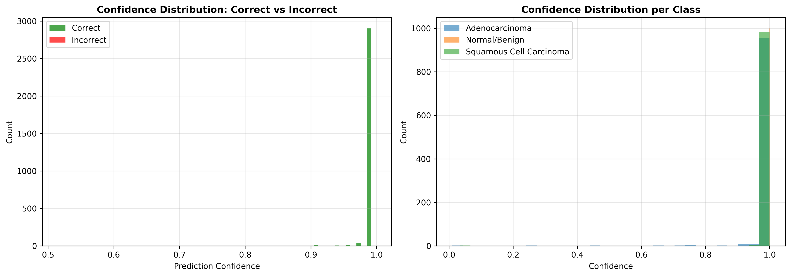 Confidence Distribution: Correct vs Incorrect
Correct
Incorrect
Count
3000
2500
2000
1500
1000
500
0
0.5 0.6 0.7 0.8 0.9 1.0
Prediction Confidence
Confidence Distribution per Class
Adenocarcinoma
Normal/Benign
Squamous Cell Carcinoma
Count
1000
800
600
400
200
0
0.0 0.2 0.4 0.6 0.8 1.0
Confidence